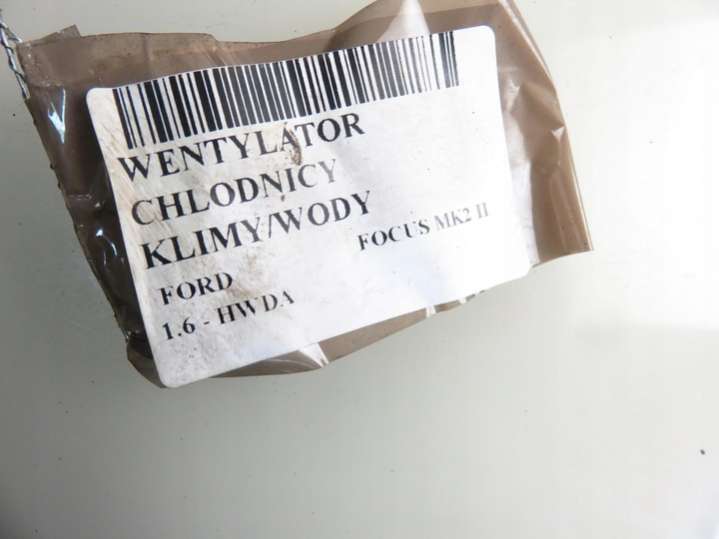 WENTYLATOR
CHLODNICY
KLIMY/WODY
FORD FOCUS MK2 II
1.6 - HWDA